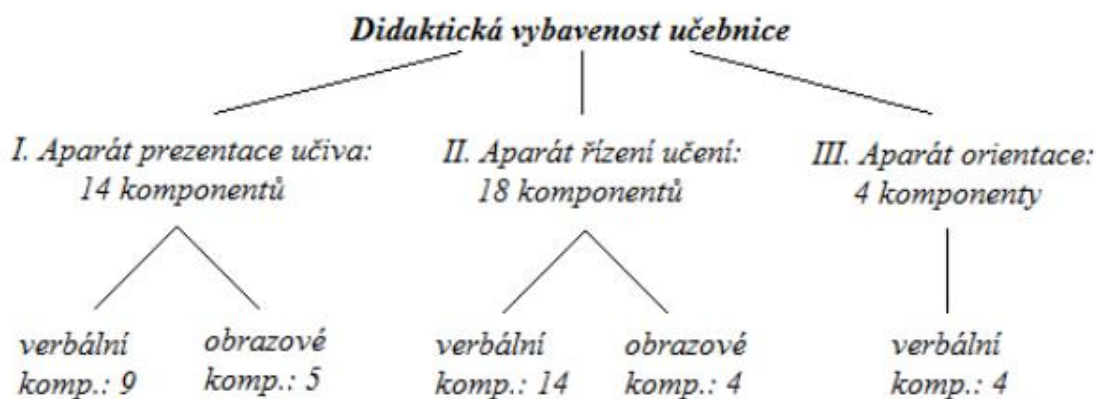 Didaktická vybavenost učebnice
I. Aparát prezentace učiva:
14 komponentů
II. Aparát řízení učení:
18 komponentů
III. Aparát orientace:
4 komponenty
verbální
komp.: 9
obrazové
komp.: 5
verbální
komp.: 14
obrazové
komp.: 4
verbální
komp.: 4